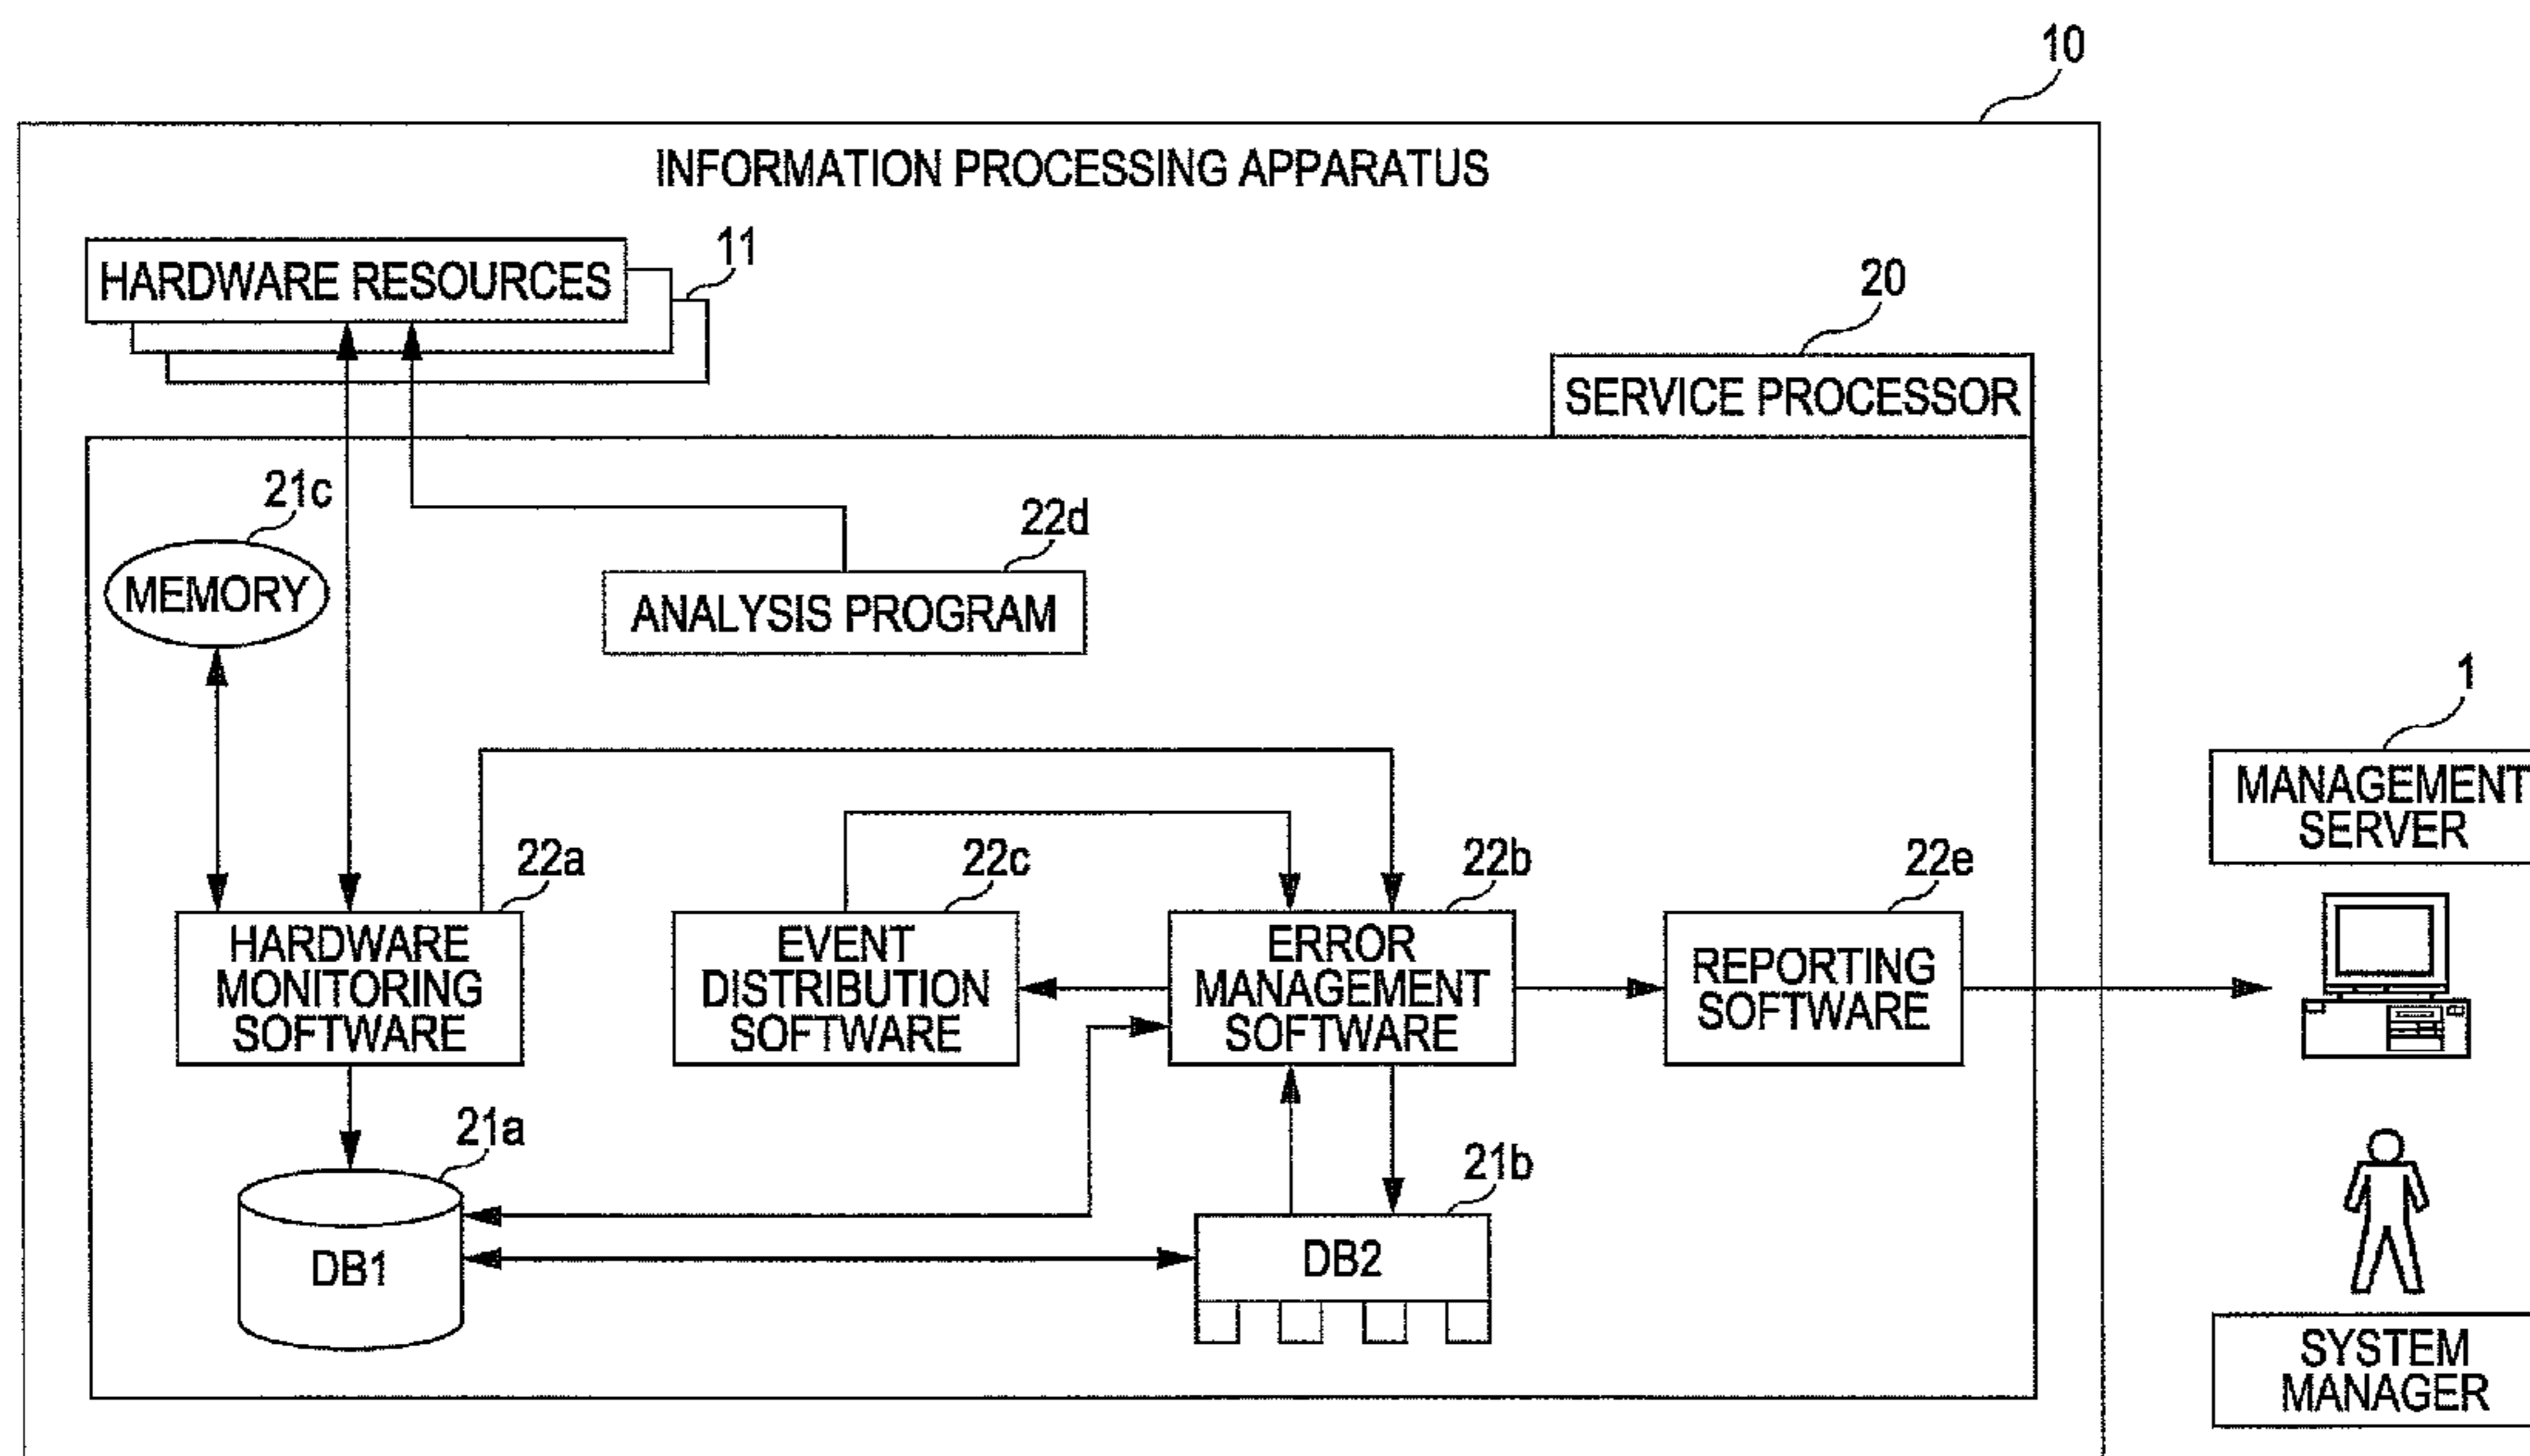 10
INFORMATION PROCESSING APPARATUS
11
HARDWARE RESOURCES
20
SERVICE PROCESSOR
21c
MEMORY
22d
ANALYSIS PROGRAM
1
MANAGEMENT
SERVER
22a
HARDWARE
MONITORING
SOFTWARE
22c
EVENT
DISTRIBUTION
SOFTWARE
22b
ERROR
MANAGEMENT
SOFTWARE
22e
REPORTING
SOFTWARE
21a
DB1
21b
DB2
SYSTEM
MANAGER